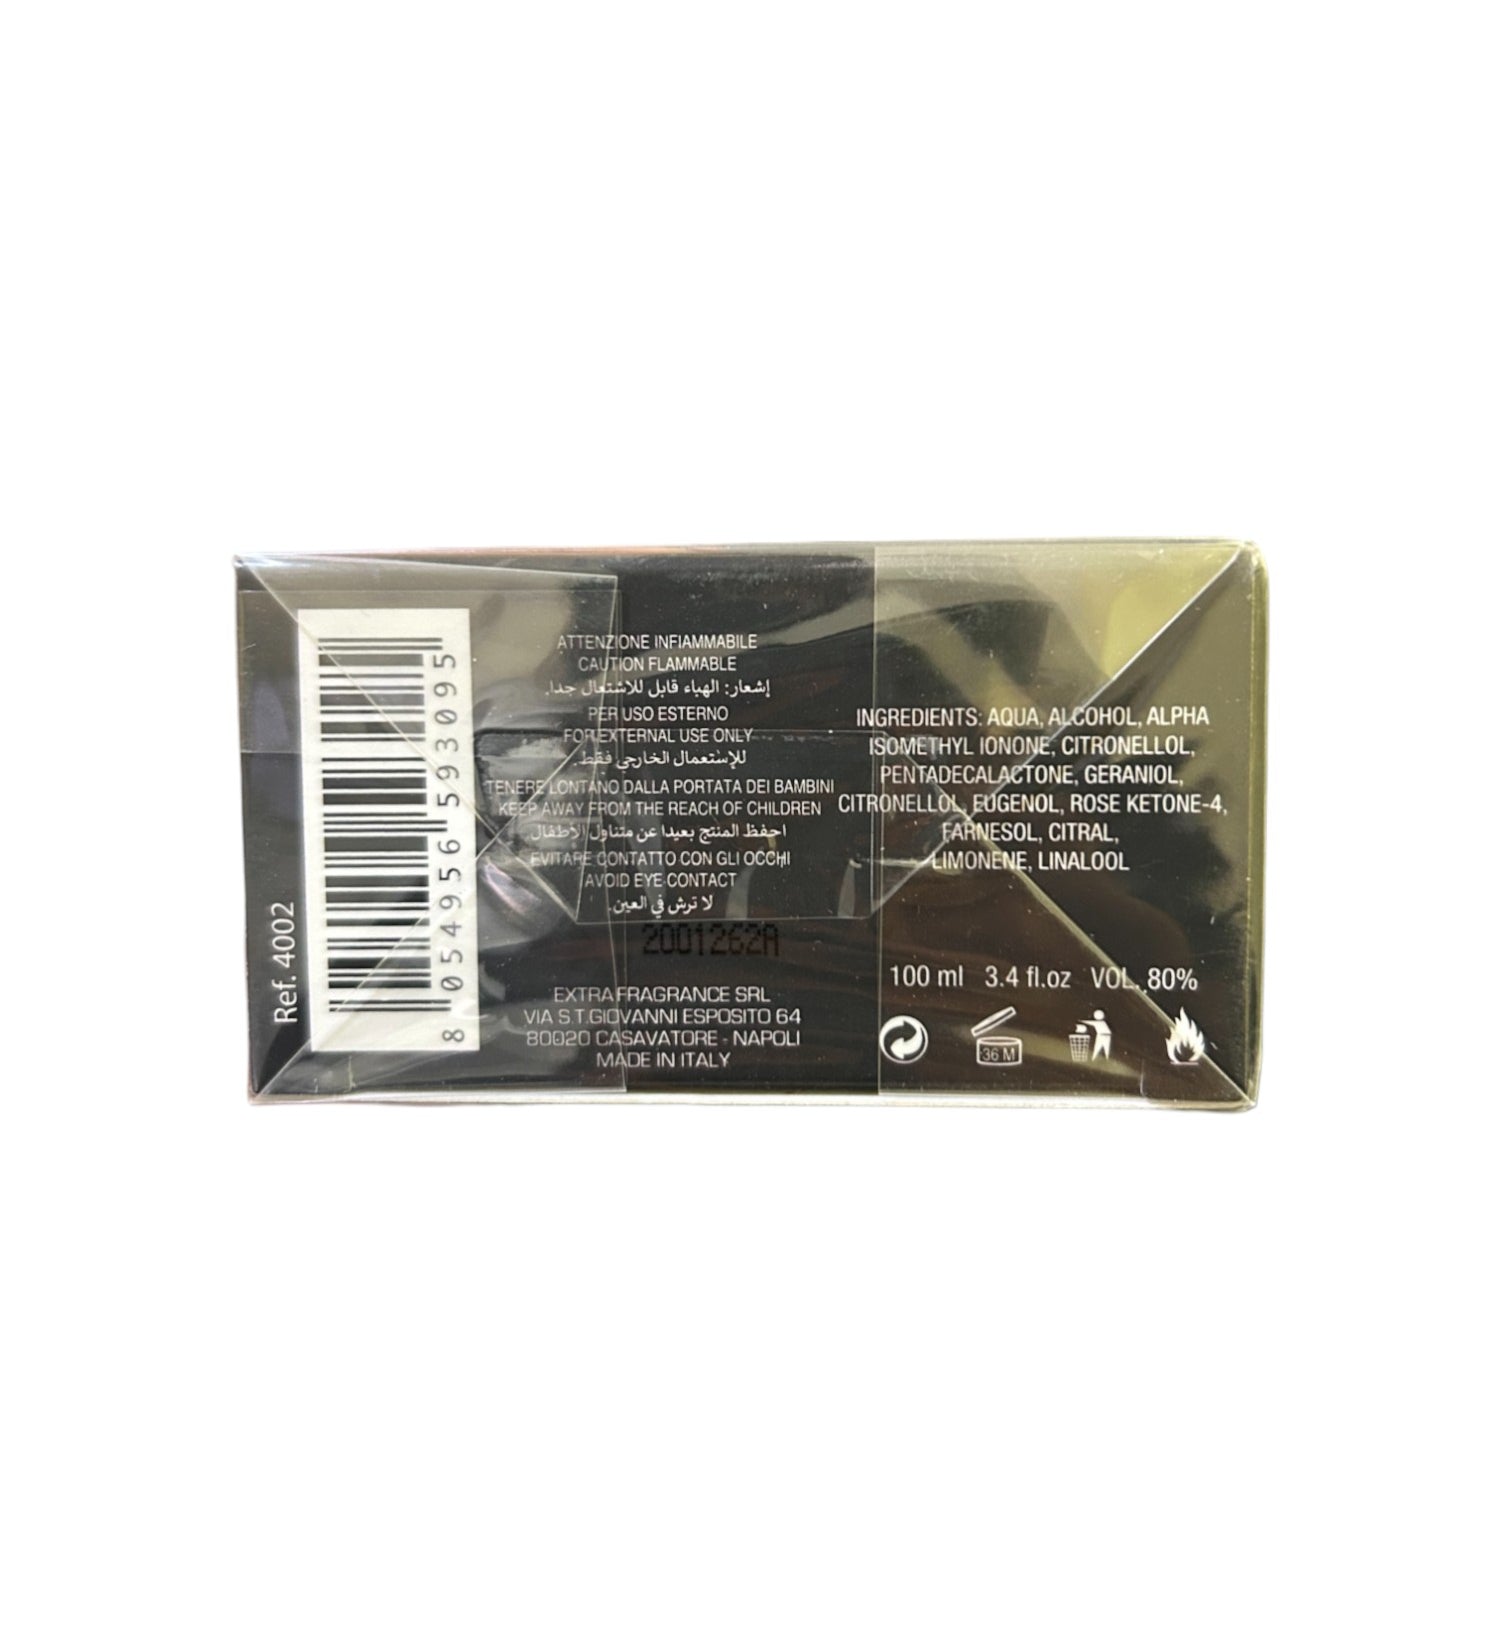 Ref. 4002
8 054956 593095
ATTENZIONE INFIAMMABILE
CAUTION FLAMMABLE
إشعار: الهباء قابل للاشتعال جدا.
PER USO ESTERNO
FOR EXTERNAL USE ONLY
للإستعمال الخارجي فقط.
TENERE LONTANO DALLA PORTATA DEI BAMBINI
KEEP AWAY FROM THE REACH OF CHILDREN
احفظ المنتج بعيدا عن متناول الأطفال
EVITARE CONTATTO CON GLI OCCHI
AVOID EYE CONTACT
لا ترش في العين.
2001262A
EXTRA FRAGRANCE SRL
VIA S.T.GIOVANNI ESPOSITO 64
80020 CASAVATORE - NAPOLI
MADE IN ITALY
INGREDIENTS: AQUA, ALCOHOL, ALPHA
ISOMETHYL IONONE, CITRONELLOL,
PENTADECALACTONE, GERANIOL,
CITRONELLOL, EUGENOL, ROSE KETONE-4,
FARNESOL, CITRAL,
LIMONENE, LINALOOL
100 ml 3.4 fl.oz VOL. 80%
36 M